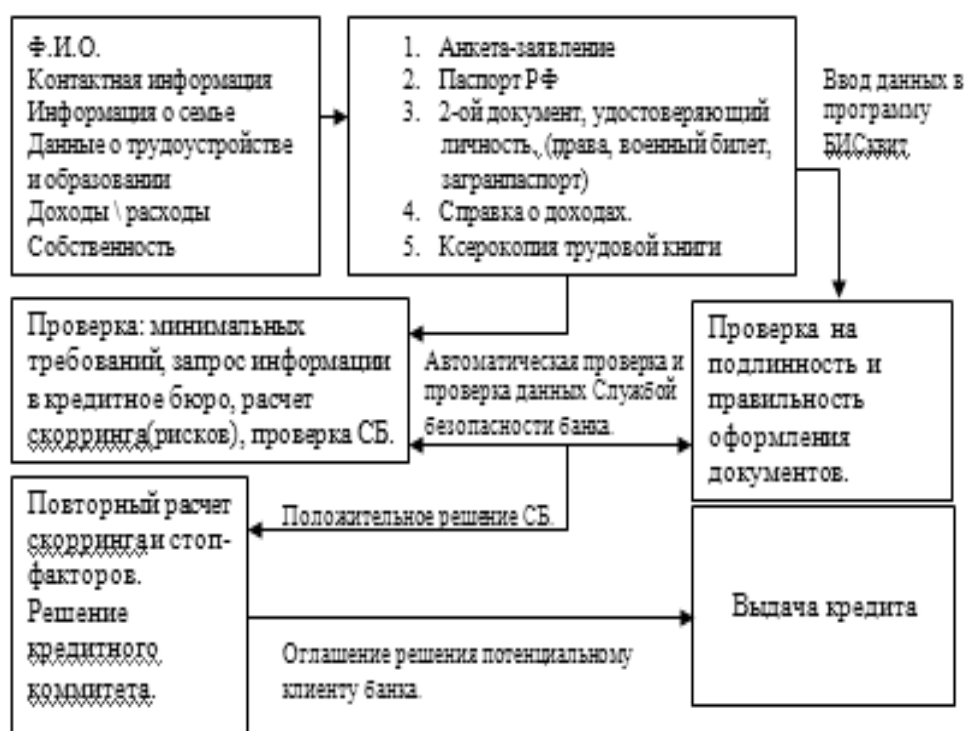 Ф.И.О.
Контактная информация
Информация о семье
Данные о трудоустройстве
и образовании
Доходы \ расходы
Собственность
1. Анкета-заявление
2. Паспорт РФ
3. 2-ой документ, удостоверяющий
личность, (права, военный билет,
загранпаспорт)
4. Справка о доходах.
5. Ксерокопия трудовой книги
Ввод данных в
программу
БИСквит
Проверка: минимальных
требований, запрос информации
в кредитное бюро, расчет
скорринга(рисков), проверка СБ.
Автоматическая проверка и
проверка данных Службой
безопасности банка.
Проверка на
подлинность и
правильность
оформления
документов.
Повторный расчет
скорринга и стоп-
факторов.
Решение
кредитного
коммитета.
Положительное решение СБ.
Оглашение решения потенциальному
клиенту банка.
Выдача кредита